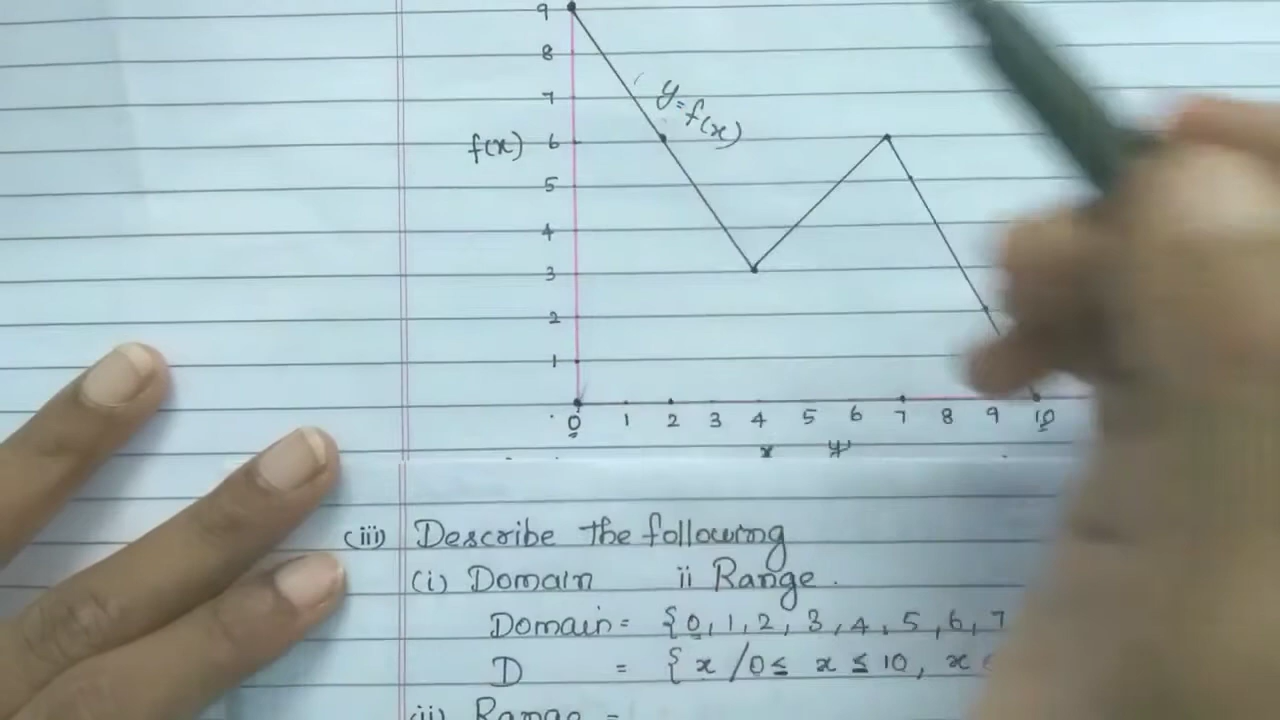 9
8
7
y=f(x)
f(x) 6
5
4
3
2
1
0 1 2 3 4 5 6 7 8 9 10
x
(iii) Describe the following
(i) Domain ii Range.
Domain = {0, 1, 2, 3, 4, 5, 6, 7
D = { x /0≤ x ≤ 10, x
(ii) Range =